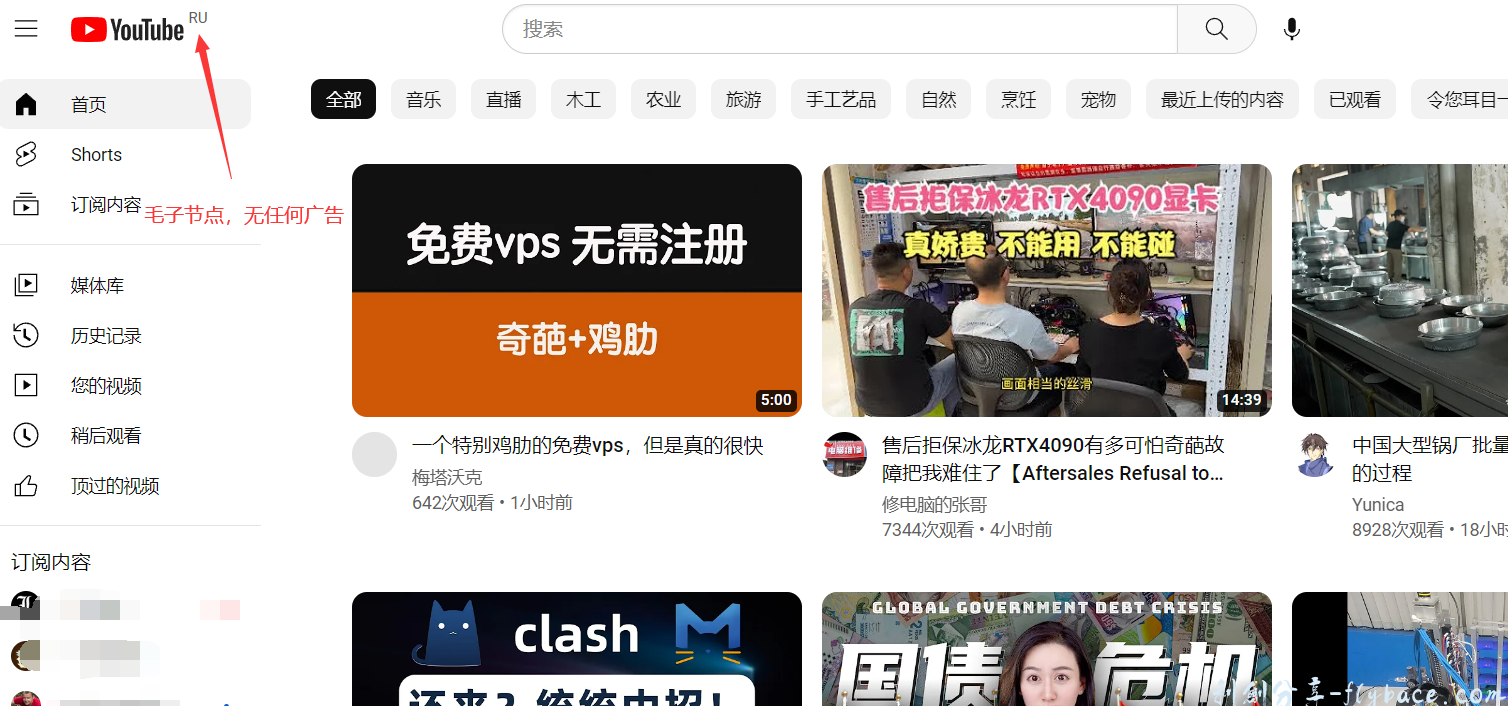 YouTube RU
搜索
首页
Shorts
订阅内容
毛子节点，无任何广告
媒体库
历史记录
您的视频
稍后观看
顶过的视频
订阅内容
全部 音乐 直播 木工 农业 旅游 手工艺品 自然 烹饪 宠物 最近上传的内容 已观看 令您耳目一
免费vps 无需注册
奇葩+鸡肋
5:00
一个特别鸡肋的免费vps，但是真的很快
梅塔沃克
642次观看 • 1小时前
售后拒保冰龙RTX4090显卡
真娇贵 不能用 不能碰
画面相当的丝滑
14:39
电脑维修
售后拒保冰龙RTX4090有多可怕奇葩故
障把我难住了【Aftersales Refusal to...
修电脑的张哥
7344次观看 • 4小时前
中国大型锅厂批量
的过程
Yunica
8928次观看 • 18小时
clash
还来？统统中招！
GLOBAL GOVERNMENT DEBT CRISIS
国债危机
分享-flybace.com